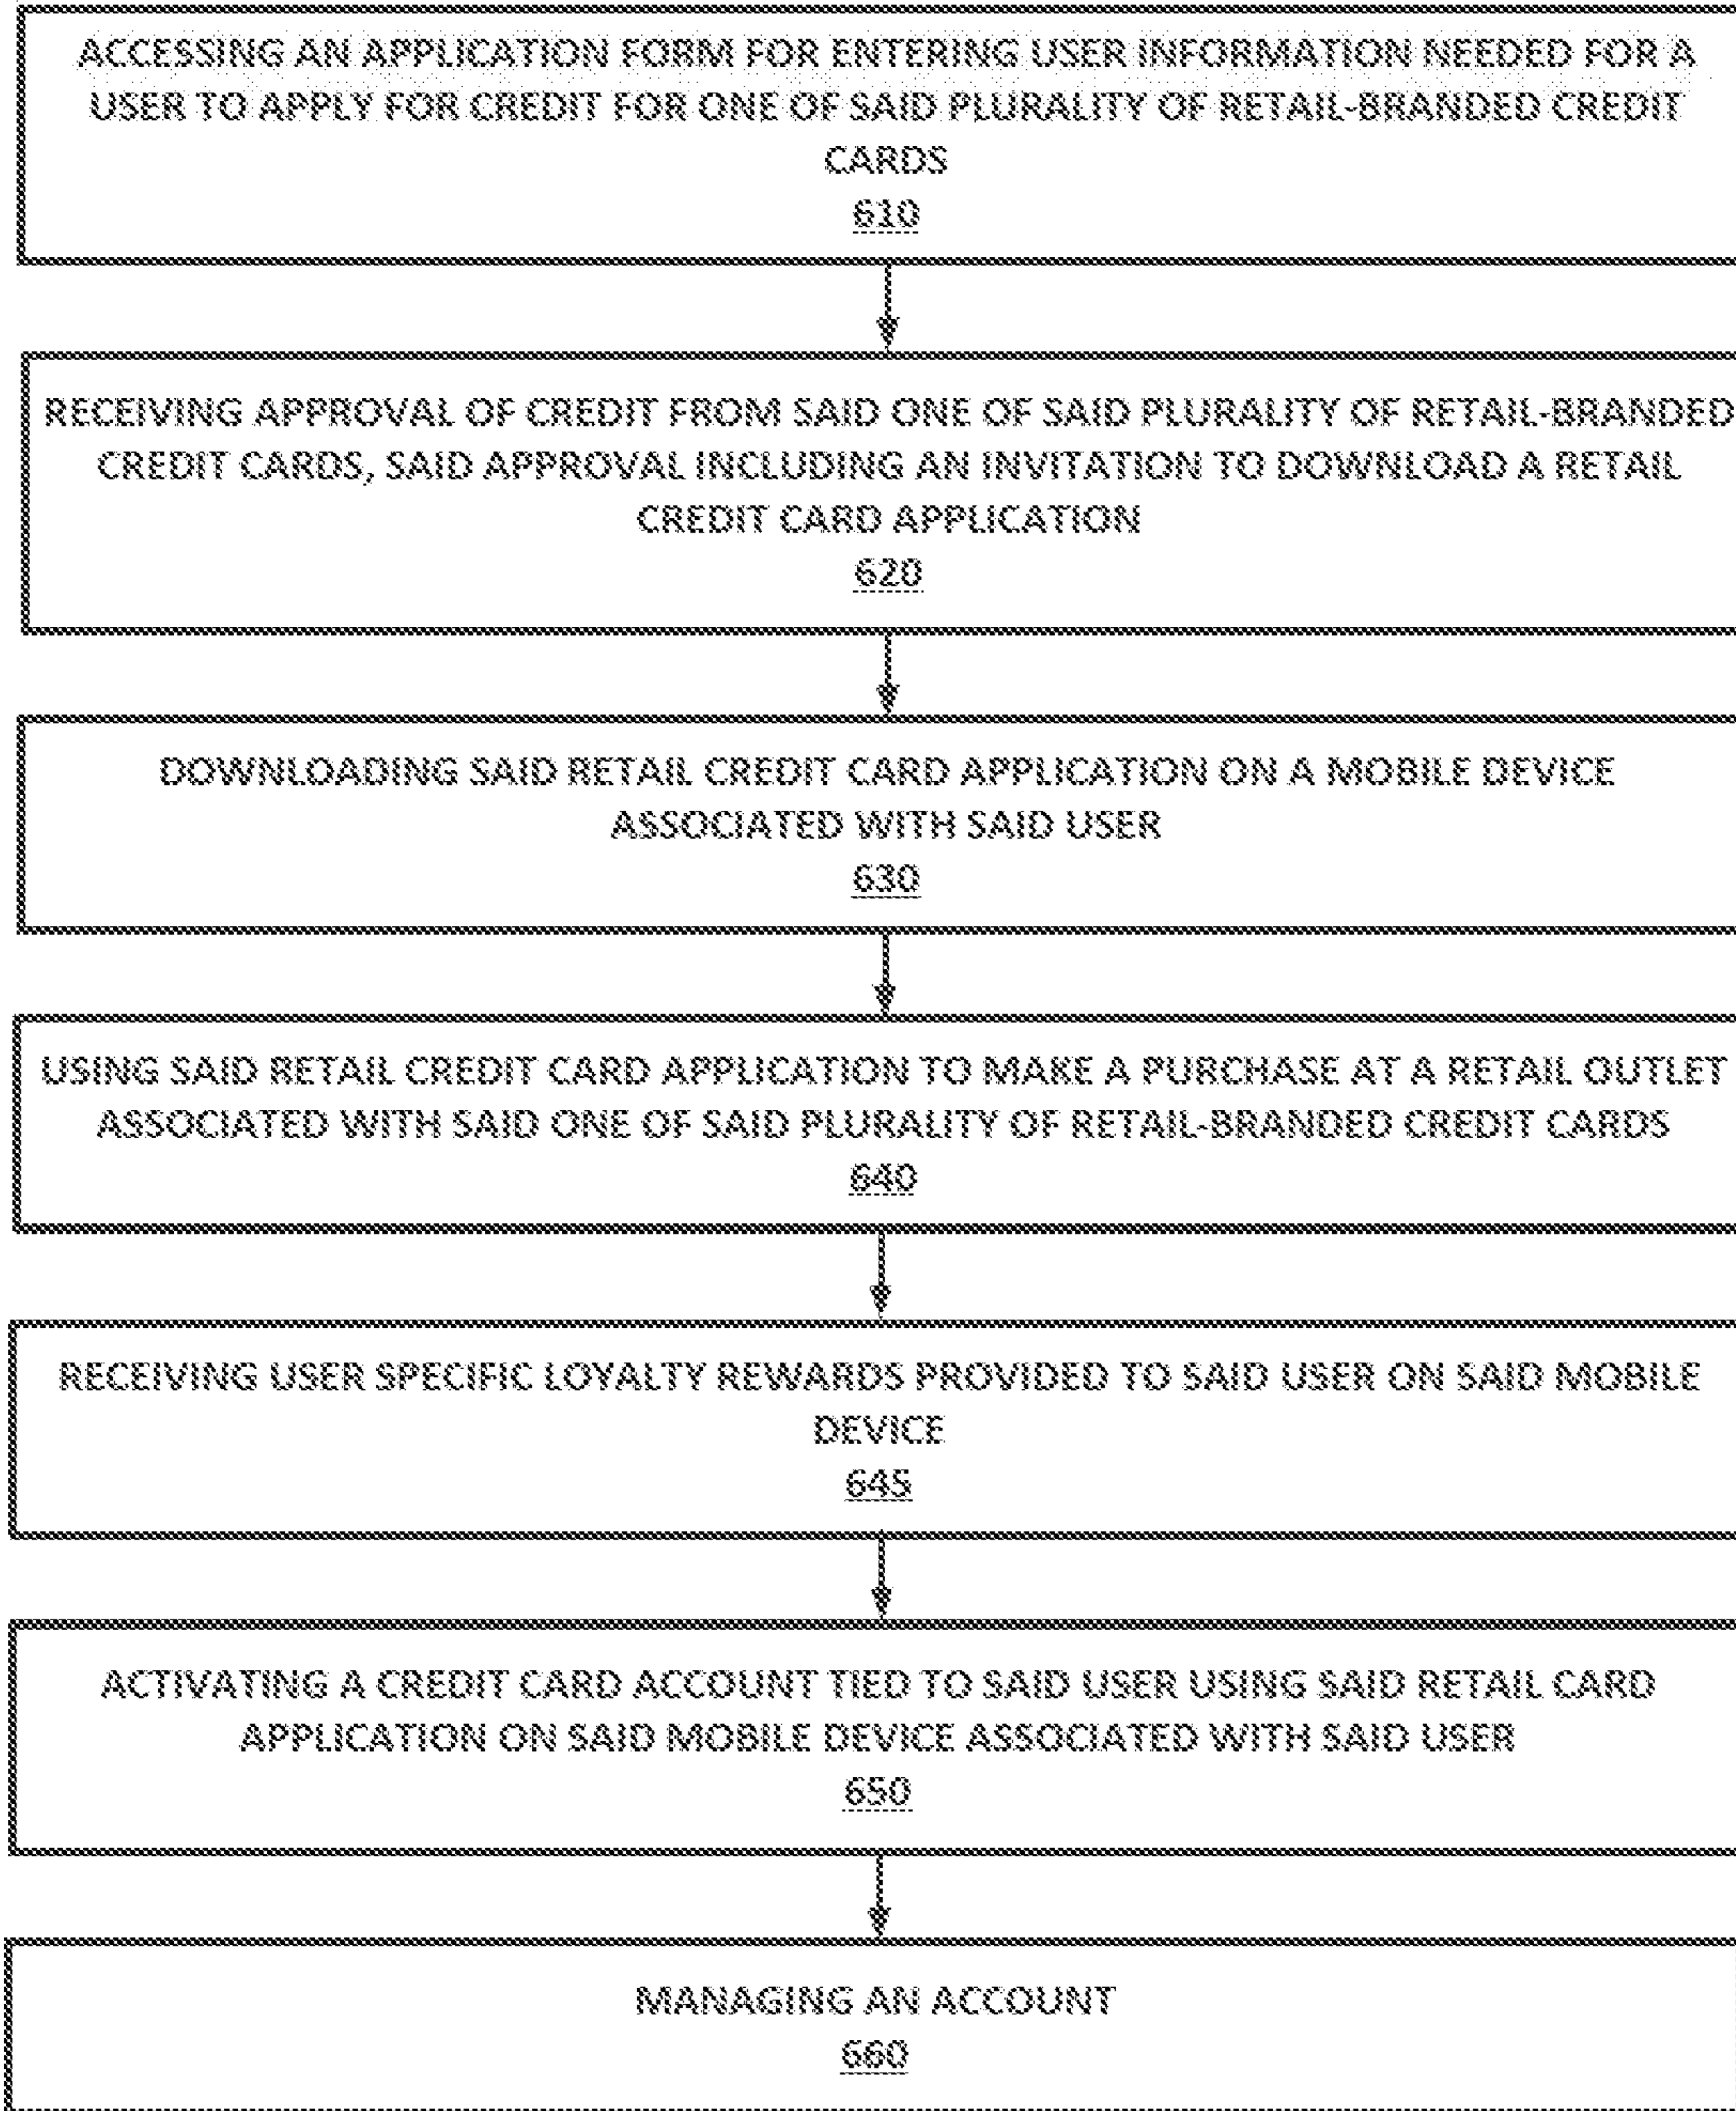 ACCESSING AN APPLICATION FORM FOR ENTERING USER INFORMATION NEEDED FOR A
USER TO APPLY FOR CREDIT FOR ONE OF SAID PLURALITY OF RETAIL-BRANDED CREDIT
CARDS
610
RECEIVING APPROVAL OF CREDIT FROM SAID ONE OF SAID PLURALITY OF RETAIL-BRANDED
CREDIT CARDS, SAID APPROVAL INCLUDING AN INVITATION TO DOWNLOAD A RETAIL
CREDIT CARD APPLICATION
620
DOWNLOADING SAID RETAIL CREDIT CARD APPLICATION ON A MOBILE DEVICE
ASSOCIATED WITH SAID USER
630
USING SAID RETAIL CREDIT CARD APPLICATION TO MAKE A PURCHASE AT A RETAIL OUTLET
ASSOCIATED WITH SAID ONE OF SAID PLURALITY OF RETAIL-BRANDED CREDIT CARDS
640
RECEIVING USER SPECIFIC LOYALTY REWARDS PROVIDED TO SAID USER ON SAID MOBILE
DEVICE
645
ACTIVATING A CREDIT CARD ACCOUNT TIED TO SAID USER USING SAID RETAIL CARD
APPLICATION ON SAID MOBILE DEVICE ASSOCIATED WITH SAID USER
650
MANAGING AN ACCOUNT
660